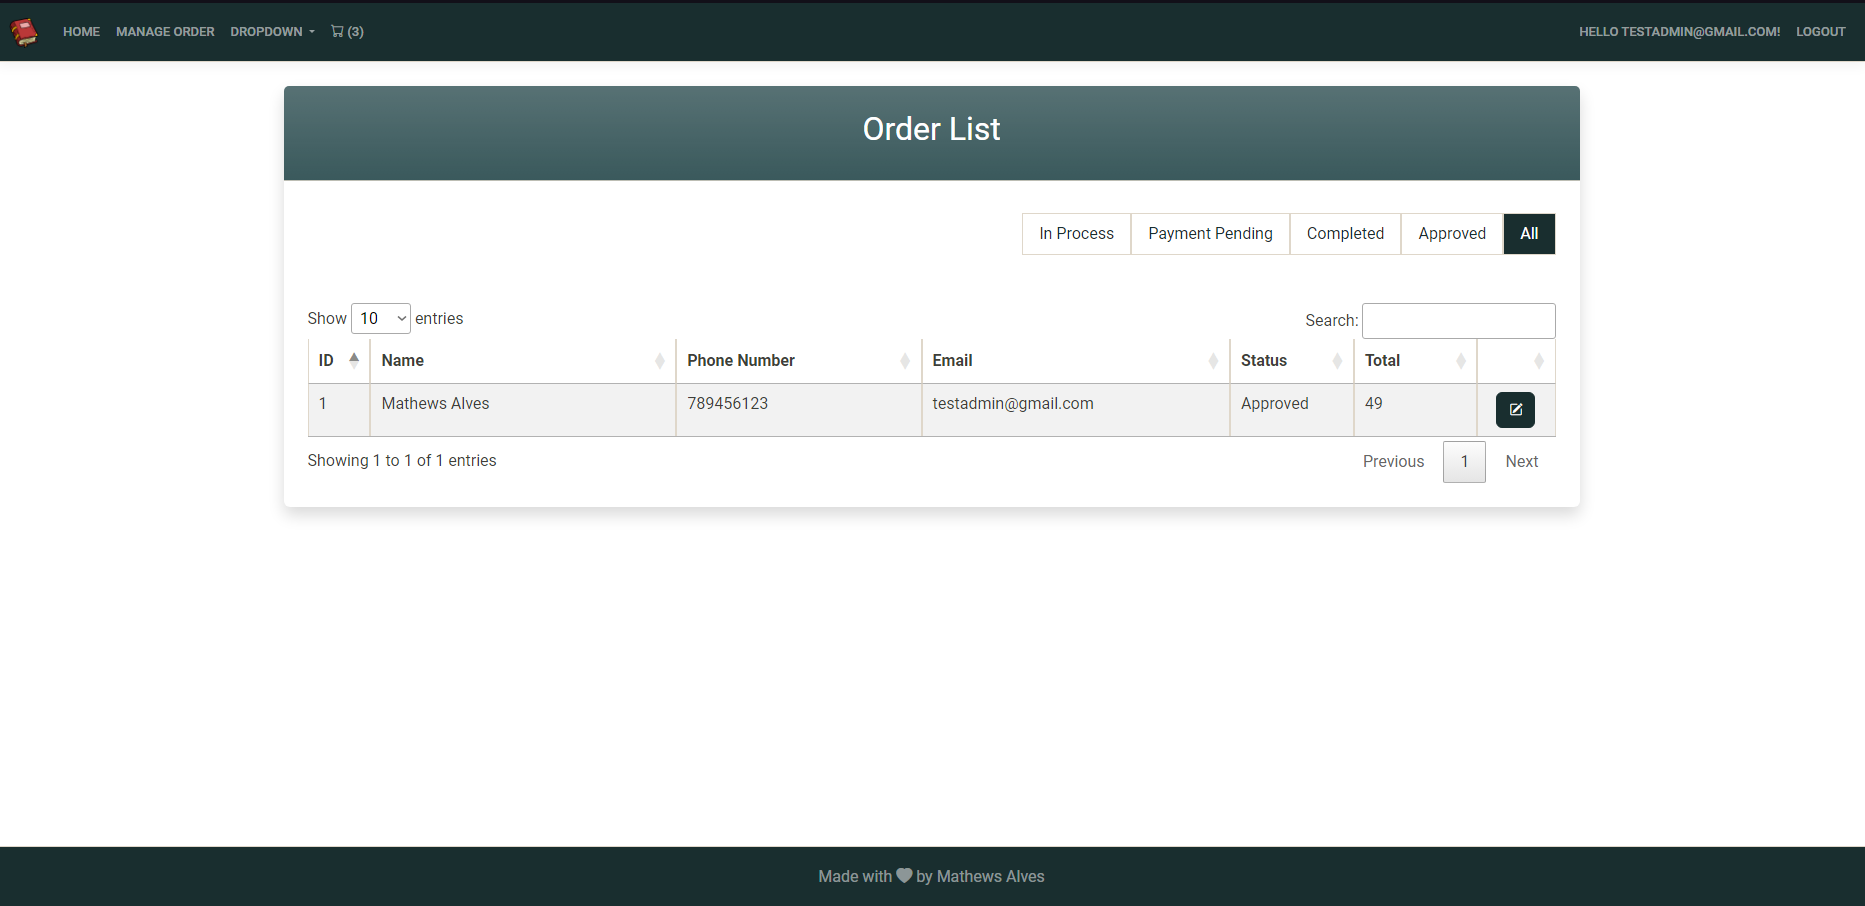 HOME MANAGE ORDER DROPDOWN (3) HELLO TESTADMIN@GMAIL.COM! LOGOUT
Order List
In Process Payment Pending Completed Approved All
Show 10 entries Search:
ID Name Phone Number Email Status Total
1 Mathews Alves 789456123 testadmin@gmail.com Approved 49
Showing 1 to 1 of 1 entries Previous 1 Next
Made with by Mathews Alves